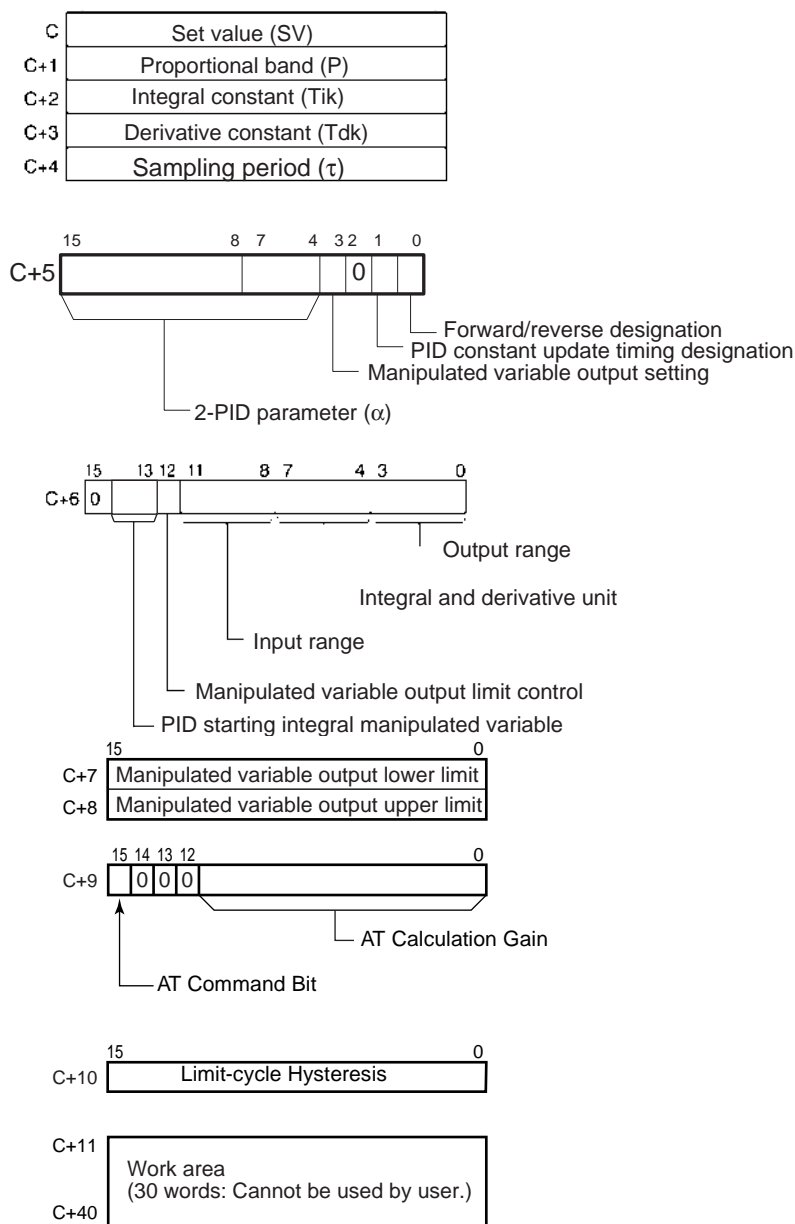 C Set value (SV)
C+1 Proportional band (P)
C+2 Integral constant (Tik)
C+3 Derivative constant (Tdk)
C+4 Sampling period (τ)
15 8 7 4 3 2 1 0
C+5 0
Forward/reverse designation
PID constant update timing designation
Manipulated variable output setting
2-PID parameter (α)
15 13 12 11 8 7 4 3 0
C+6 0
Output range
Integral and derivative unit
Input range
Manipulated variable output limit control
PID starting integral manipulated variable
15 0
C+7 Manipulated variable output lower limit
C+8 Manipulated variable output upper limit
15 14 13 12 0
C+9 0 0 0
AT Calculation Gain
AT Command Bit
15 0
C+10 Limit-cycle Hysteresis
C+11
Work area
(30 words: Cannot be used by user.)
C+40